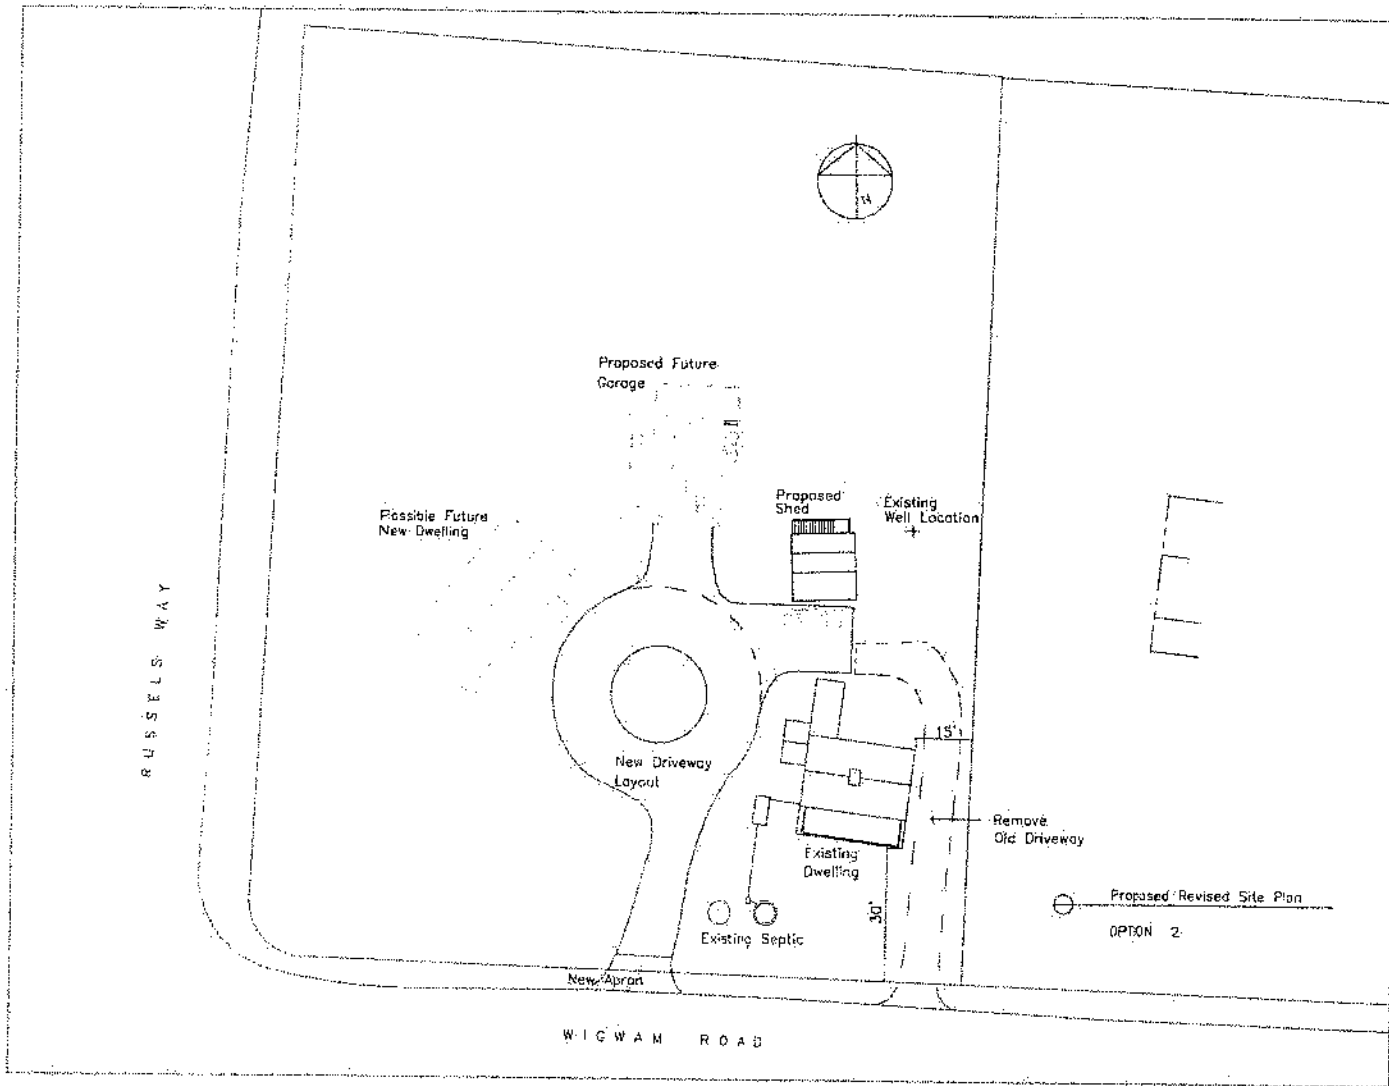 N
Proposed Future
Garage
Proposed
Shed
Existing
Well Location
Possible Future
New Dwelling
RUSSELS WAY
15'
New Driveway
Layout
Remove
Old Driveway
Existing
Dwelling
30'
Proposed Revised Site Plan
OPTION 2
Existing Septic
New Apron
WIGWAM ROAD